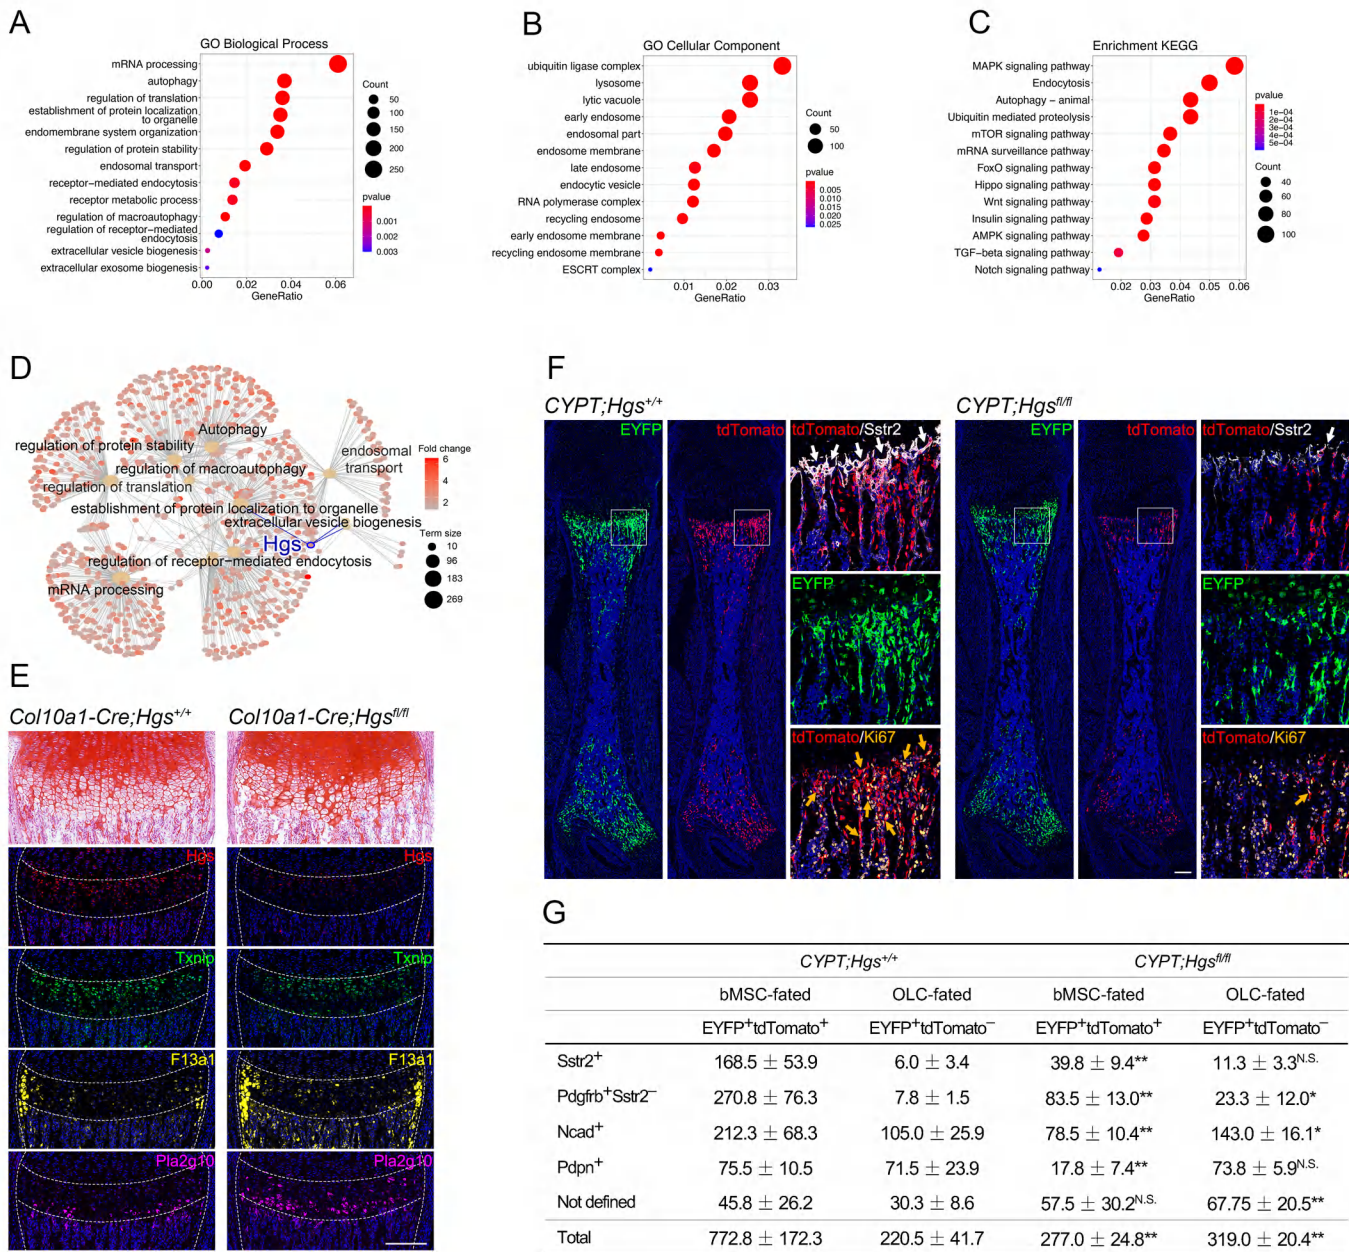 A
GO Biological Process
mRNA processing
autophagy
regulation of translation
establishment of protein localization
to organelle
endomembrane system organization
regulation of protein stability
endosomal transport
receptor−mediated endocytosis
receptor metabolic process
regulation of macroautophagy
regulation of receptor−mediated
endocytosis
extracellular vesicle biogenesis
extracellular exosome biogenesis
0.00 0.02 0.04 0.06
GeneRatio
Count
50
100
150
200
250
pvalue
0.001
0.002
0.003
B
GO Cellular Component
ubiquitin ligase complex
lysosome
lytic vacuole
early endosome
endosomal part
endosome membrane
late endosome
endocytic vesicle
RNA polymerase complex
recycling endosome
early endosome membrane
recycling endosome membrane
ESCRT complex
0.01 0.02 0.03
GeneRatio
Count
50
100
pvalue
0.005
0.010
0.015
0.020
0.025
C
Enrichment KEGG
MAPK signaling pathway
Endocytosis
Autophagy − animal
Ubiquitin mediated proteolysis
mTOR signaling pathway
mRNA surveillance pathway
FoxO signaling pathway
Hippo signaling pathway
Wnt signaling pathway
Insulin signaling pathway
AMPK signaling pathway
TGF−beta signaling pathway
Notch signaling pathway
0.02 0.03 0.04 0.05 0.06
GeneRatio
pvalue
1e−04
2e−04
3e−04
4e−04
5e−04
Count
40
60
80
100
D
Autophagy
regulation of protein stability
endosomal
transport
regulation of macroautophagy
regulation of translation
establishment of protein localization to organelle
extracellular vesicle biogenesis
Hgs
regulation of receptor−mediated endocytosis
mRNA processing
Fold change
6
4
2
Term size
10
96
183
269
E
Col10a1-Cre;Hgs+/+ Col10a1-Cre;Hgsfl/fl
Hgs Hgs
Txnip Txnip
F13a1 F13a1
Pla2g10 Pla2g10
F
CYPT;Hgs+/+ CYPT;Hgsfl/fl
EYFP tdTomato tdTomato/Sstr2 EYFP tdTomato tdTomato/Sstr2
EYFP EYFP
tdTomato/Ki67 tdTomato/Ki67
G
CYPT;Hgs+/+ CYPT;Hgsfl/fl
bMSC-fated OLC-fated bMSC-fated OLC-fated
EYFP+tdTomato+ EYFP+tdTomato− EYFP+tdTomato+ EYFP+tdTomato−
Sstr2+ 168.5 ± 53.9 6.0 ± 3.4 39.8 ± 9.4** 11.3 ± 3.3N.S.
Pdgfrb+Sstr2− 270.8 ± 76.3 7.8 ± 1.5 83.5 ± 13.0** 23.3 ± 12.0*
Ncad+ 212.3 ± 68.3 105.0 ± 25.9 78.5 ± 10.4** 143.0 ± 16.1*
Pdpn+ 75.5 ± 10.5 71.5 ± 23.9 17.8 ± 7.4** 73.8 ± 5.9N.S.
Not defined 45.8 ± 26.2 30.3 ± 8.6 57.5 ± 30.2N.S. 67.75 ± 20.5**
Total 772.8 ± 172.3 220.5 ± 41.7 277.0 ± 24.8** 319.0 ± 20.4**